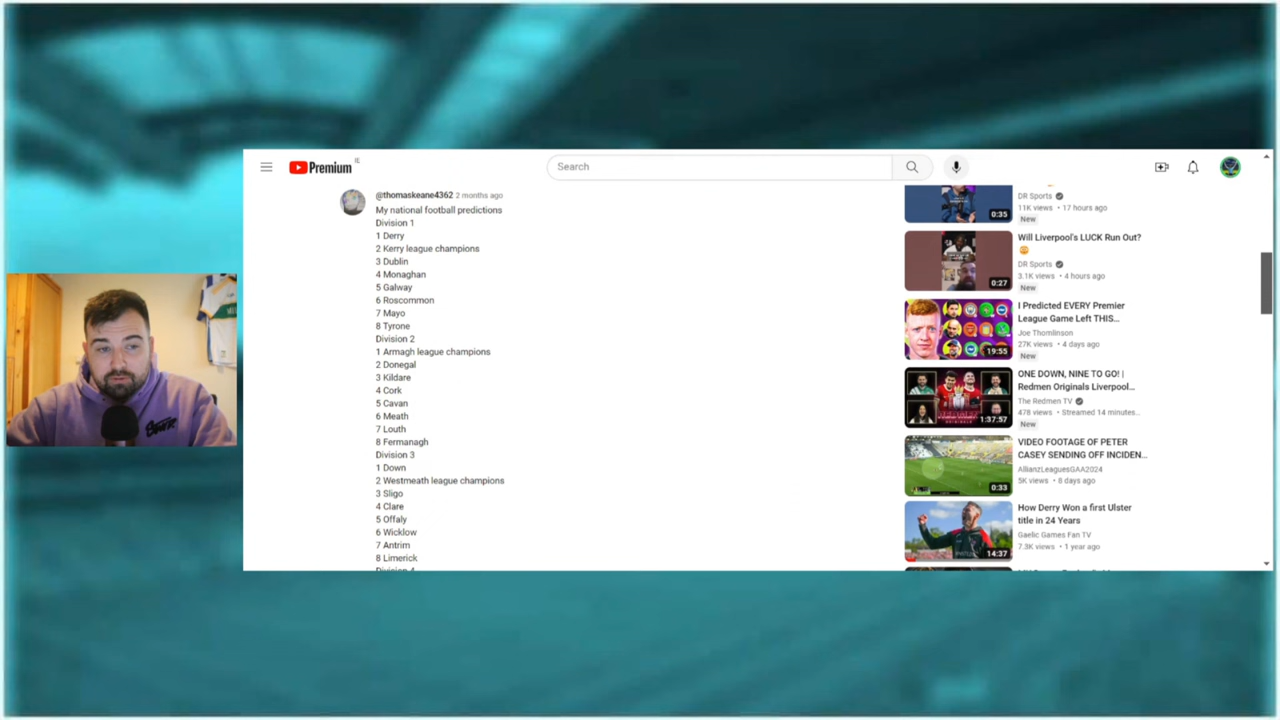 Premium IE
Search
@thomaskeane4362 2 months ago
My national football predictions
Division 1
1 Derry
2 Kerry league champions
3 Dublin
4 Monaghan
5 Galway
6 Roscommon
7 Mayo
8 Tyrone
Division 2
1 Armagh league champions
2 Donegal
3 Kildare
4 Cork
5 Cavan
6 Meath
7 Louth
8 Fermanagh
Division 3
1 Down
2 Westmeath league champions
3 Sligo
4 Clare
5 Offaly
6 Wicklow
7 Antrim
8 Limerick
Division 4
0:35
DR Sports
11K views • 17 hours ago
New
0:27
Will Liverpool's LUCK Run Out?
DR Sports
3.1K views • 4 hours ago
New
19:55
I Predicted EVERY Premier
League Game Left THIS...
Joe Thomlinson
27K views • 4 days ago
New
1:37:57
ONE DOWN, NINE TO GO! |
Redmen Originals Liverpool...
The Redmen TV
478 views • Streamed 14 minutes...
New
0:33
VIDEO FOOTAGE OF PETER
CASEY SENDING OFF INCIDEN...
AllianzLeaguesGAA2024
5K views • 8 days ago
14:37
How Derry Won a first Ulster
title in 24 Years
Gaelic Games Fan TV
7.3K views • 1 year ago